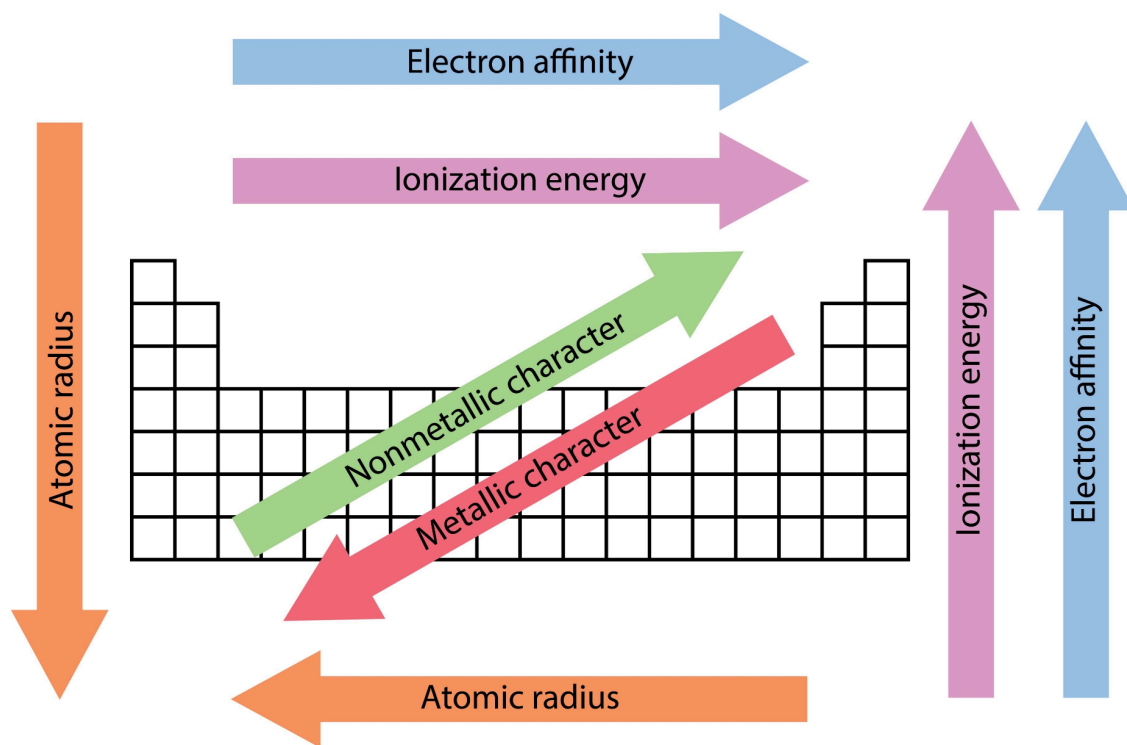 Electron affinity
Ionization energy
Atomic radius
Nonmetallic character
Metallic character
Ionization energy
Electron affinity
Atomic radius